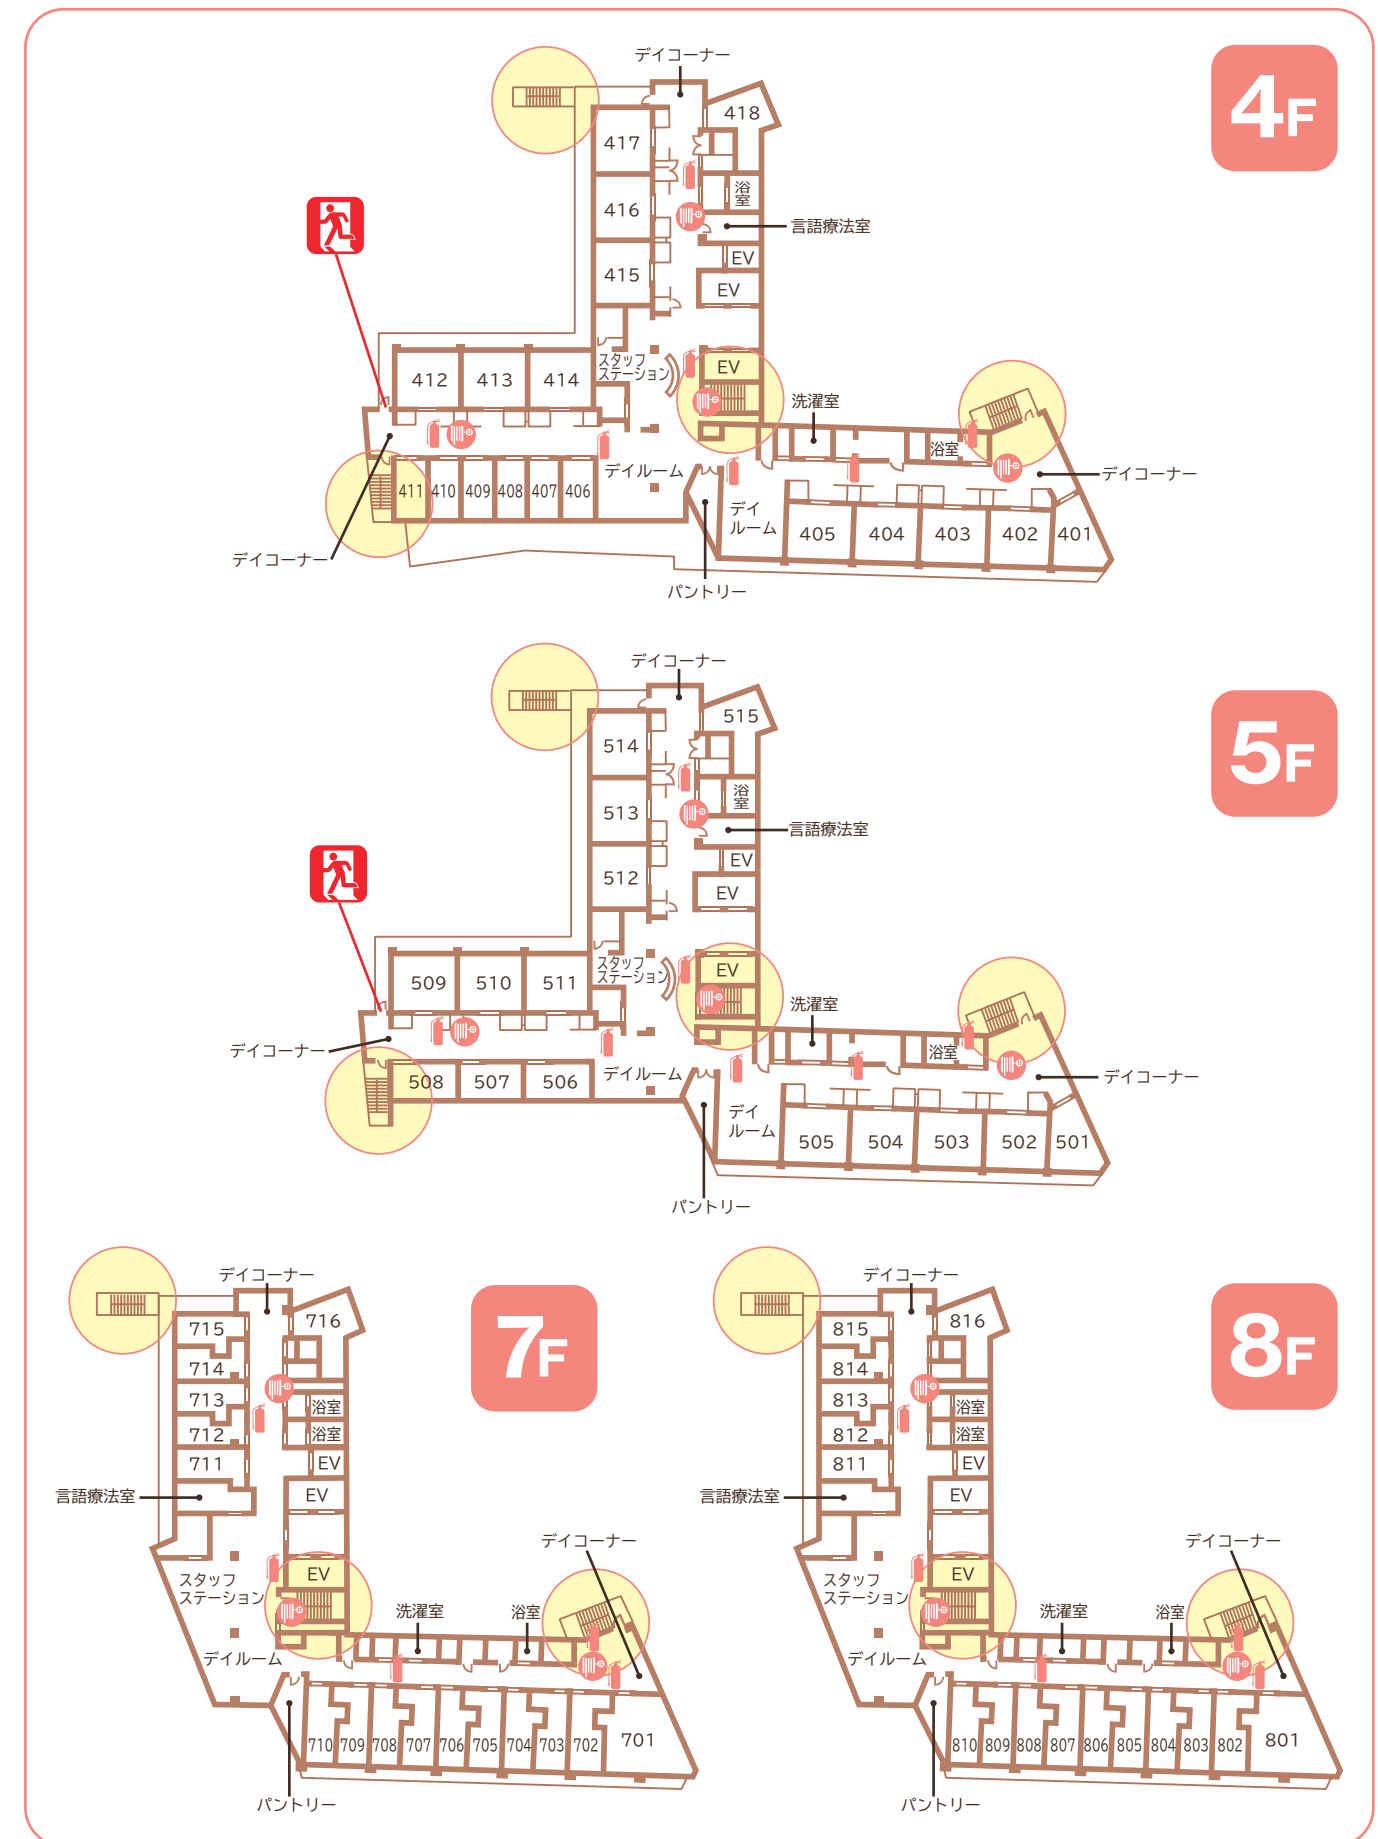 4F
デイコーナー
418
417
浴
室
416
言語療法室
EV
415
EV
スタッフ
ステーション
EV
412
413
414
洗濯室
浴室
デイコーナー
デイルーム
411
410
409
408
407
406
デイ
ルーム
405
404
403
402
401
デイコーナー
パントリー
5F
デイコーナー
515
514
浴
室
513
言語療法室
EV
512
EV
スタッフ
ステーション
EV
509
510
511
洗濯室
浴室
デイコーナー
デイルーム
デイコーナー
508
507
506
デイ
ルーム
505
504
503
502
501
パントリー
7F
デイコーナー
716
715
714
713
浴室
712
浴室
711
EV
言語療法室
EV
デイコーナー
スタッフ
ステーション
EV
洗濯室
浴室
デイルーム
710
709
708
707
706
705
704
703
702
701
パントリー
8F
デイコーナー
816
815
814
813
浴室
812
浴室
811
EV
言語療法室
EV
デイコーナー
スタッフ
ステーション
EV
洗濯室
浴室
デイルーム
810
809
808
807
806
805
804
803
802
801
パントリー